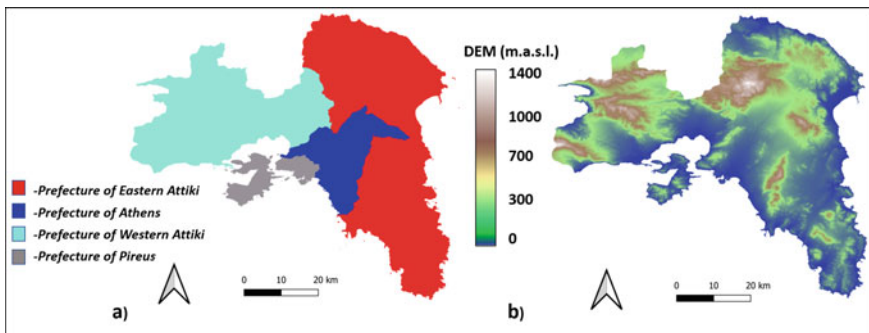 -Prefecture of Eastern Attiki
-Prefecture of Athens
-Prefecture of Western Attiki
-Prefecture of Pireus
0 10 20 km
a)
DEM (m.a.s.l.)
1400
1000
700
300
0
0 10 20 km
b)